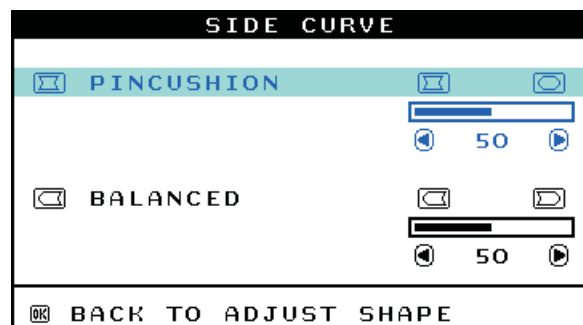 SIDE CURVE
PINCUSHION
50
BALANCED
50
OK BACK TO ADJUST SHAPE